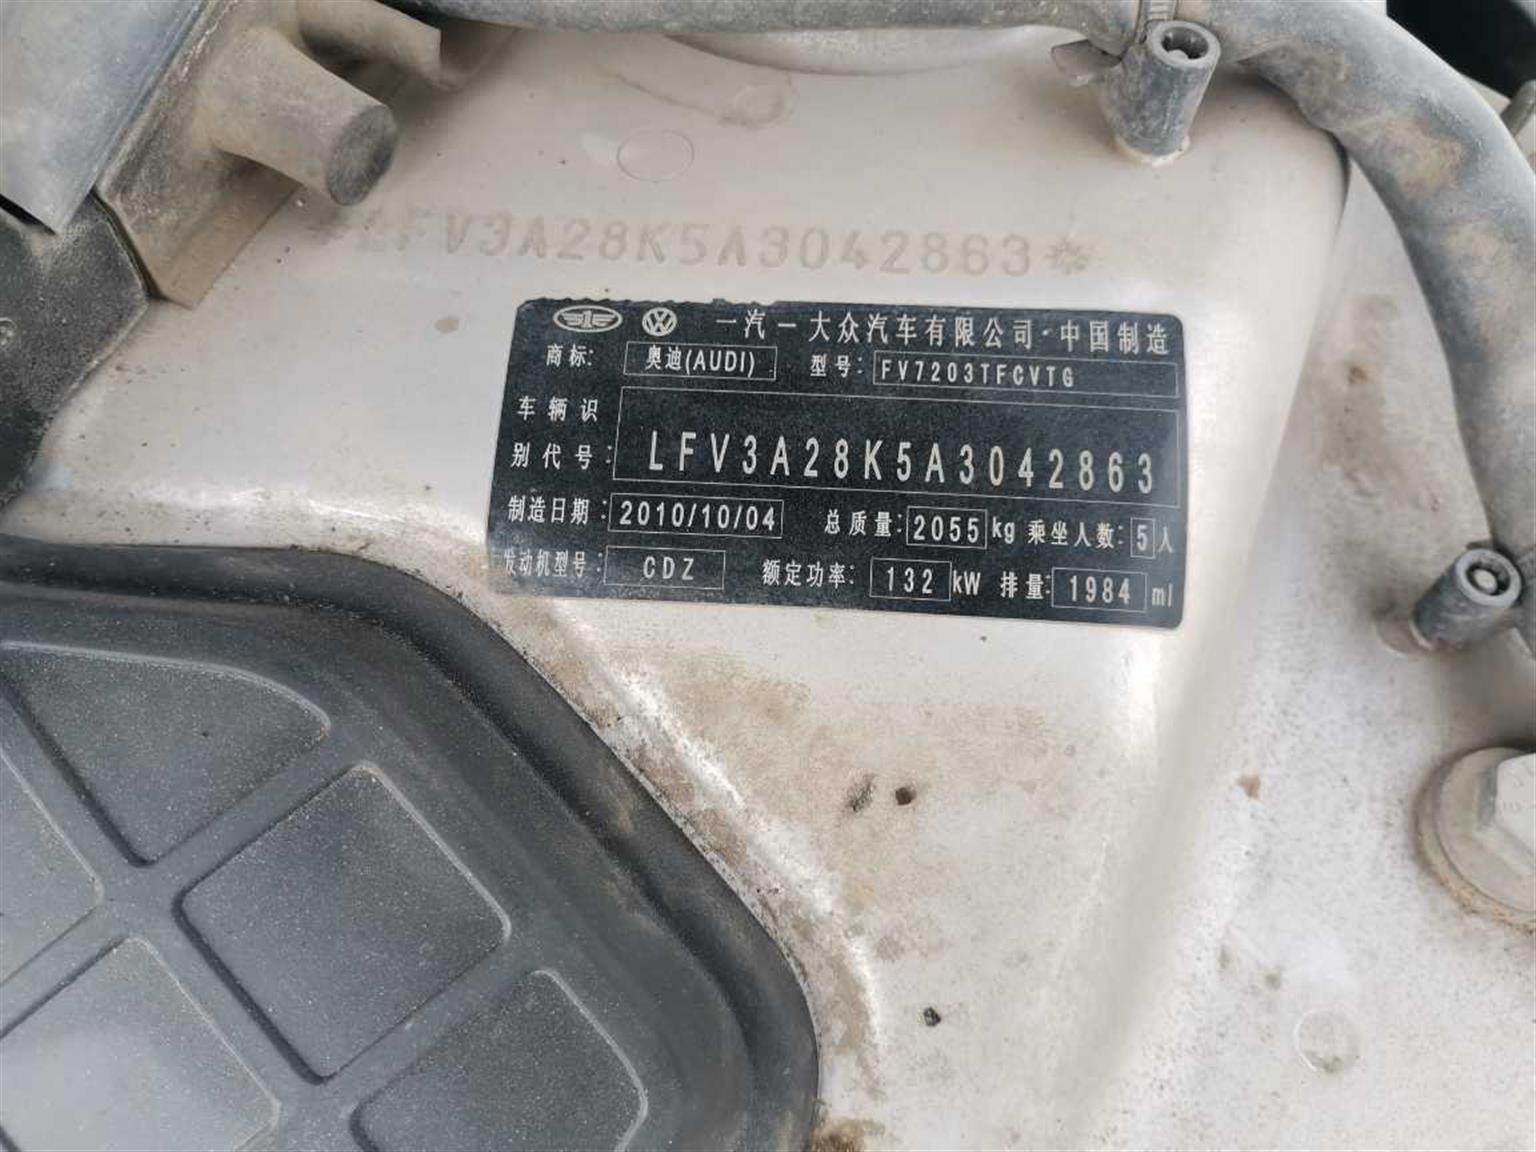 *LFV3A28K5A3042863*
一汽一大众汽车有限公司·中国制造
商标: 奥迪(AUDI) 型号: FV7203TFCVTG
车辆识
别代号: LFV3A28K5A3042863
制造日期: 2010/10/04 总质量: 2055 kg 乘坐人数: 5 人
发动机型号: CDZ 额定功率: 132 kW 排量: 1984 ml